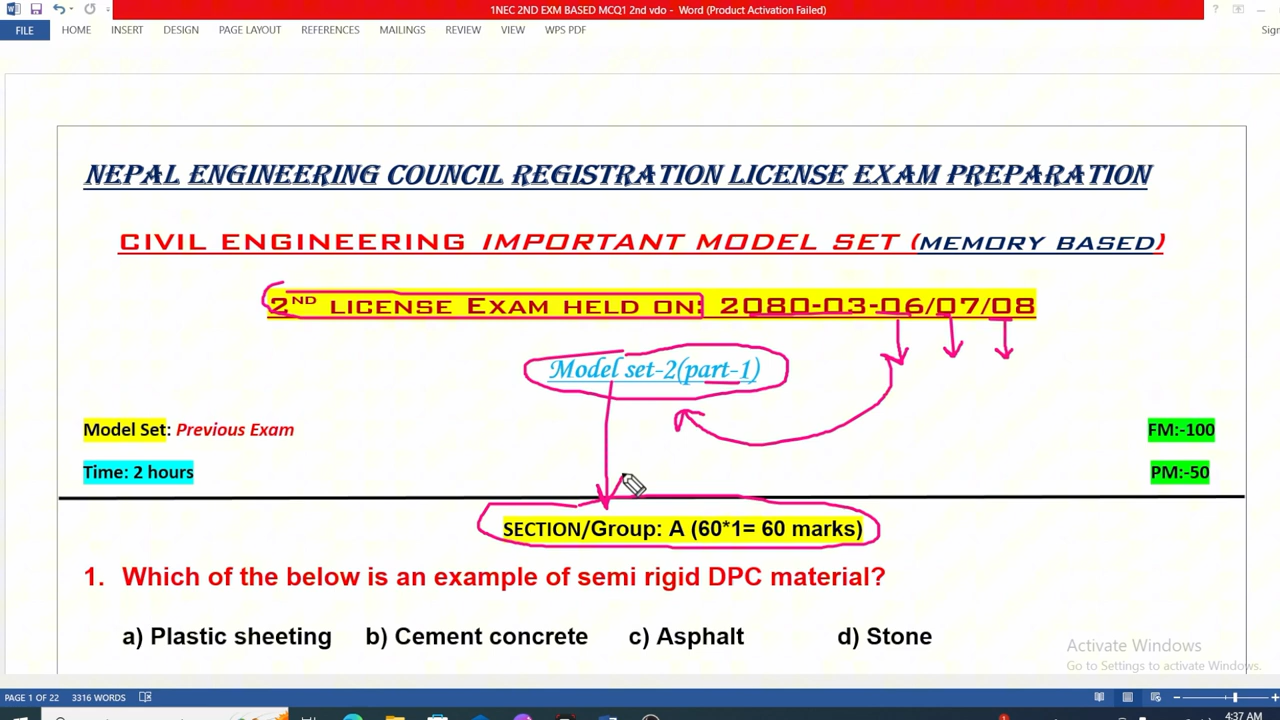 1NEC 2ND EXM BASED MCQ1 2nd vdo - Word (Product Activation Failed)
FILE HOME INSERT DESIGN PAGE LAYOUT REFERENCES MAILINGS REVIEW VIEW WPS PDF
NEPAL ENGINEERING COUNCIL REGISTRATION LICENSE EXAM PREPARATION
CIVIL ENGINEERING IMPORTANT MODEL SET (MEMORY BASED)
2ND LICENSE EXAM HELD ON: 2080-03-06/07/08
Model set-2(part-1)
Model Set: Previous Exam FM:-100
Time: 2 hours PM:-50
SECTION/Group: A (60*1= 60 marks)
1. Which of the below is an example of semi rigid DPC material?
a) Plastic sheeting b) Cement concrete c) Asphalt d) Stone
Activate Windows
Go to Settings to activate Windows.
PAGE 1 OF 22 3316 WORDS
4:37 AM